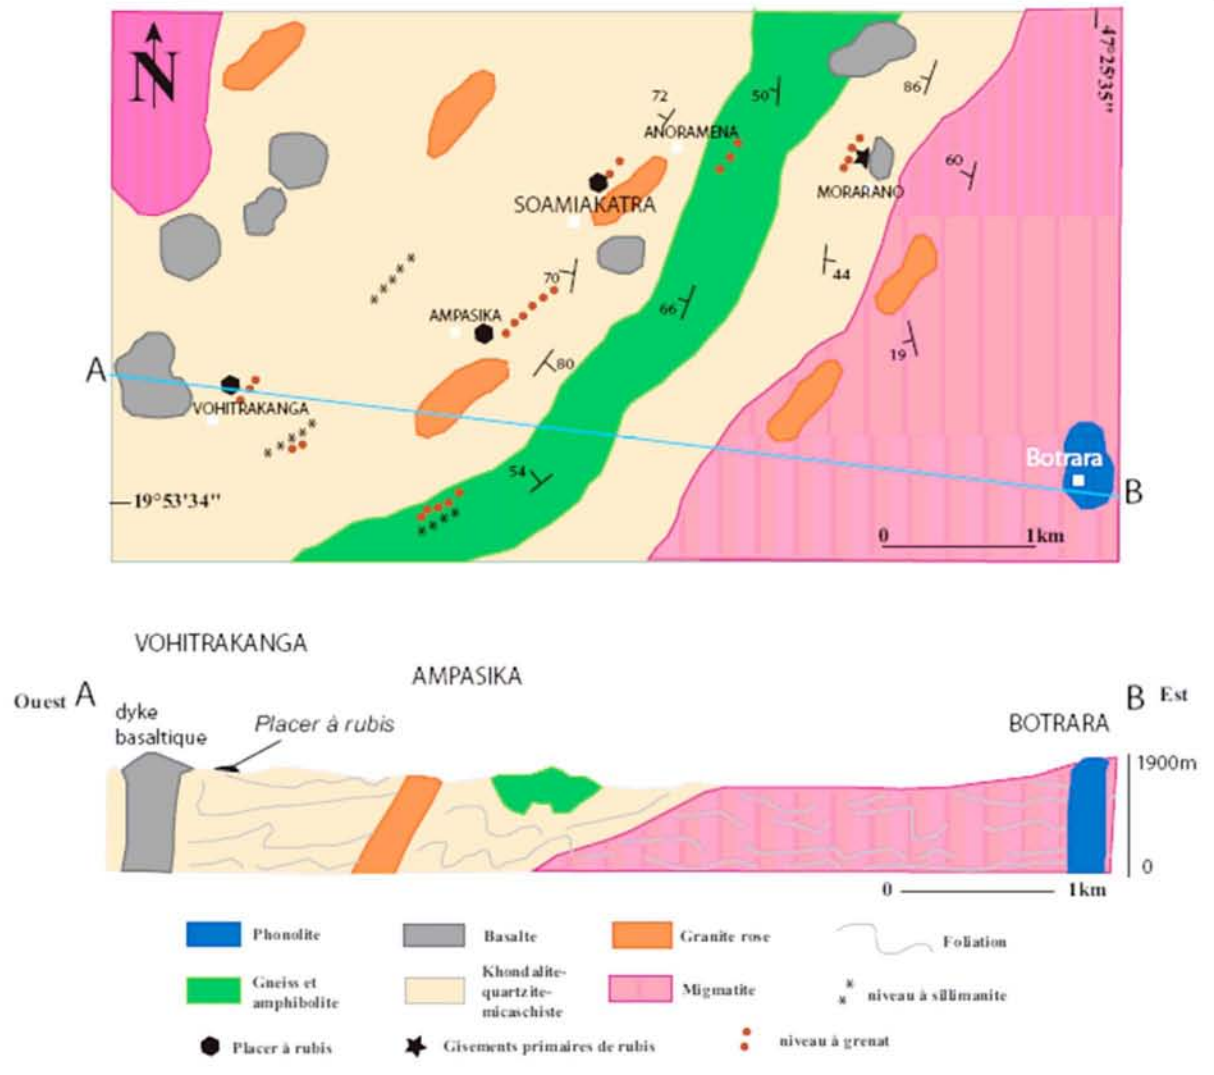 N
47°25'35"
86
72
50
ANORAMENA
60
MORARANO
SOAMIAKATRA
44
70
66
AMPASIKA
19
80
A
VOHITRAKANGA
Botrara
54
B
19°53'34"
0 1km
VOHITRAKANGA
AMPASIKA
Ouest A
B Est
dyke
basaltique
Placer à rubis
BOTRARA
1900m
0
0 1km
Phonolite
Basalte
Granite rose
Foliation
Gneiss et
amphibolite
Khondalite-
quartzite-
micaschiste
Migmatite
niveau à sillimanite
Placer à rubis
Gisements primaires de rubis
niveau à grenat